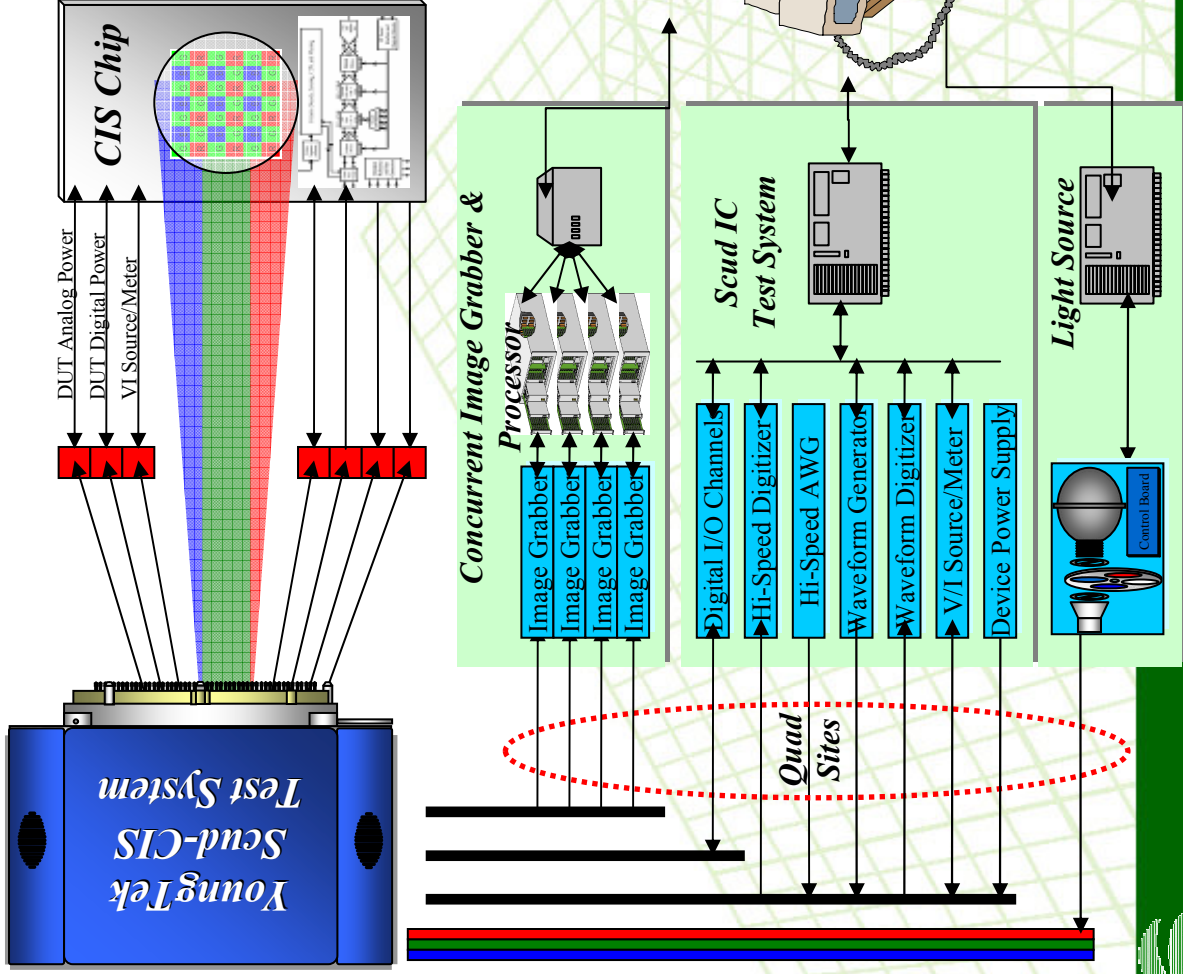 CIS Chip
DUT Analog Power
DUT Digital Power
VI Source/Meter
YoungTek
Scud-CIS
Test System
Concurrent Image Grabber &
Processor
Image Grabber
Image Grabber
Image Grabber
Image Grabber
Scud IC
Test System
Digital I/O Channels
Hi-Speed Digitizer
Hi-Speed AWG
Waveform Generator
Waveform Digitizer
V/I Source/Meter
Device Power Supply
Light Source
Control Board
Quad
Sites